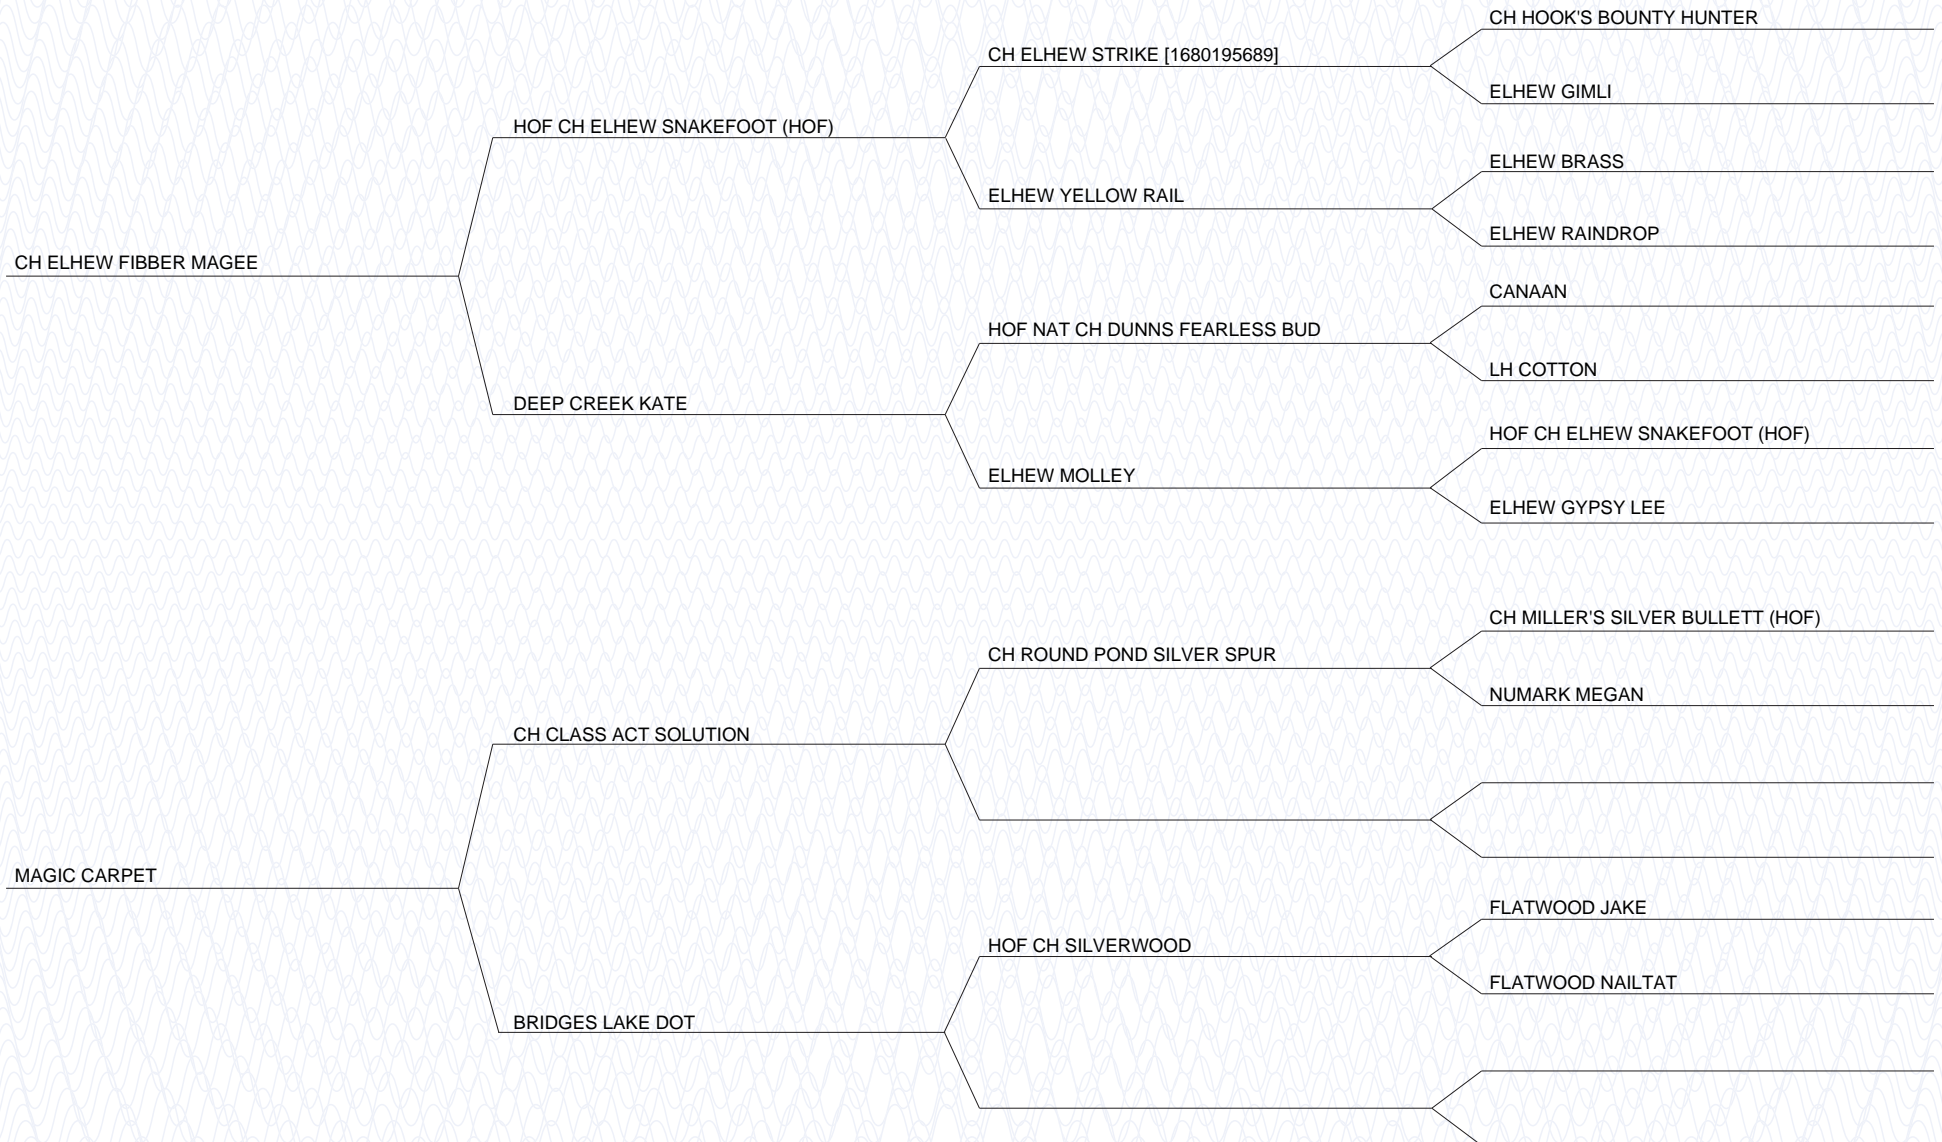 CH HOOK'S BOUNTY HUNTER
CH ELHEW STRIKE [1680195689]
ELHEW GIMLI
HOF CH ELHEW SNAKEFOOT (HOF)
ELHEW BRASS
ELHEW YELLOW RAIL
ELHEW RAINDROP
CH ELHEW FIBBER MAGEE
CANAAN
HOF NAT CH DUNNS FEARLESS BUD
LH COTTON
DEEP CREEK KATE
HOF CH ELHEW SNAKEFOOT (HOF)
ELHEW MOLLEY
ELHEW GYPSY LEE
CH MILLER'S SILVER BULLETT (HOF)
CH ROUND POND SILVER SPUR
NUMARK MEGAN
CH CLASS ACT SOLUTION
MAGIC CARPET
FLATWOOD JAKE
HOF CH SILVERWOOD
FLATWOOD NAILTAT
BRIDGES LAKE DOT